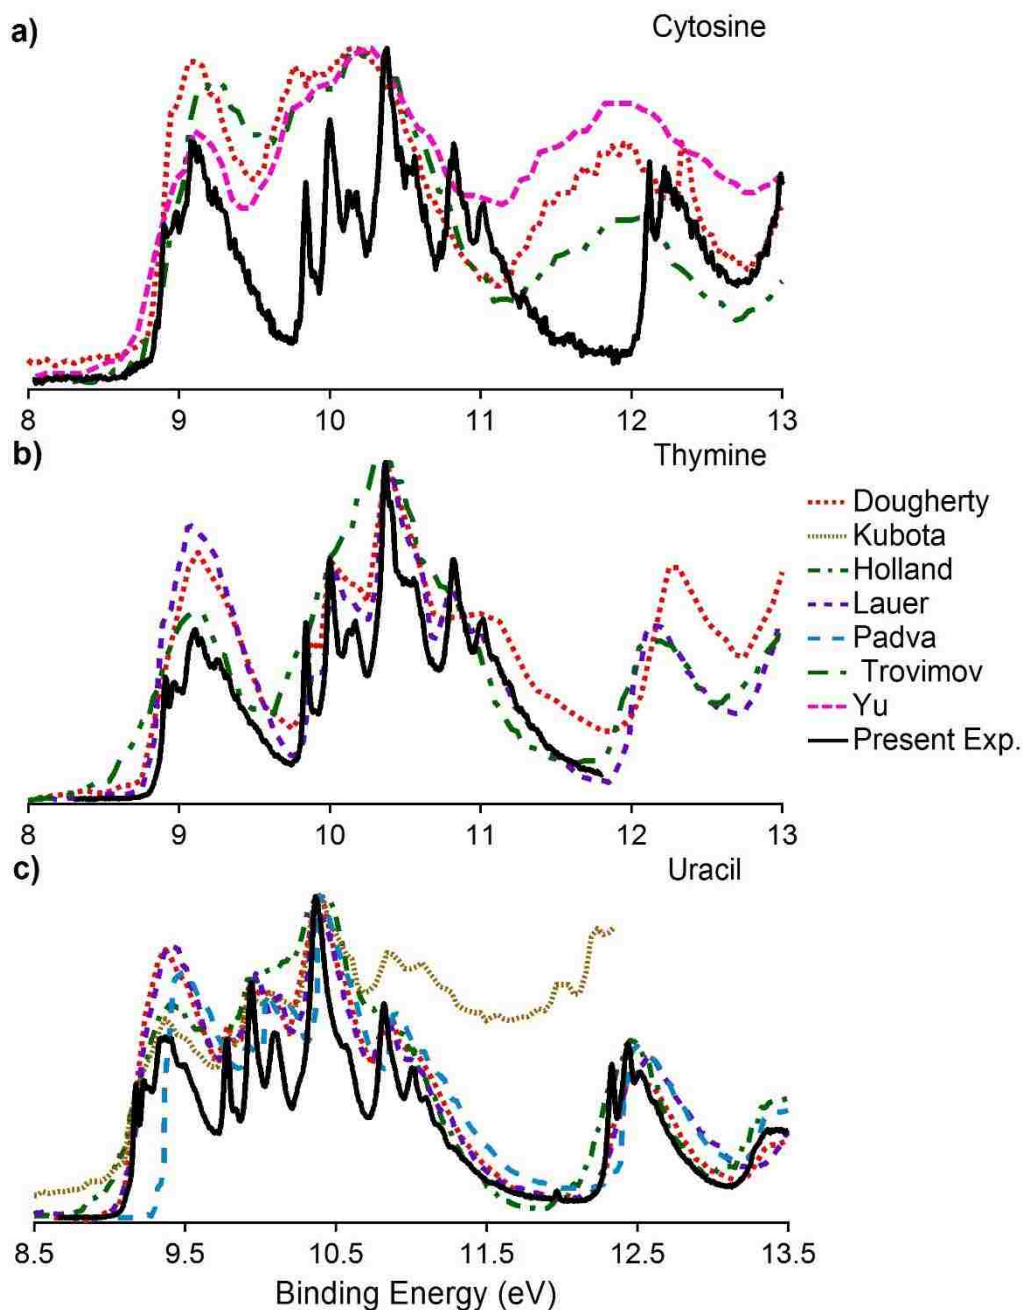 a)
Cytosine
8 9 10 11 12 13
b)
Thymine
Dougherty
Kubota
Holland
Lauer
Padva
Trovimov
Yu
Present Exp.
8 9 10 11 12 13
c)
Uracil
8.5 9.5 10.5 11.5 12.5 13.5
Binding Energy (eV)